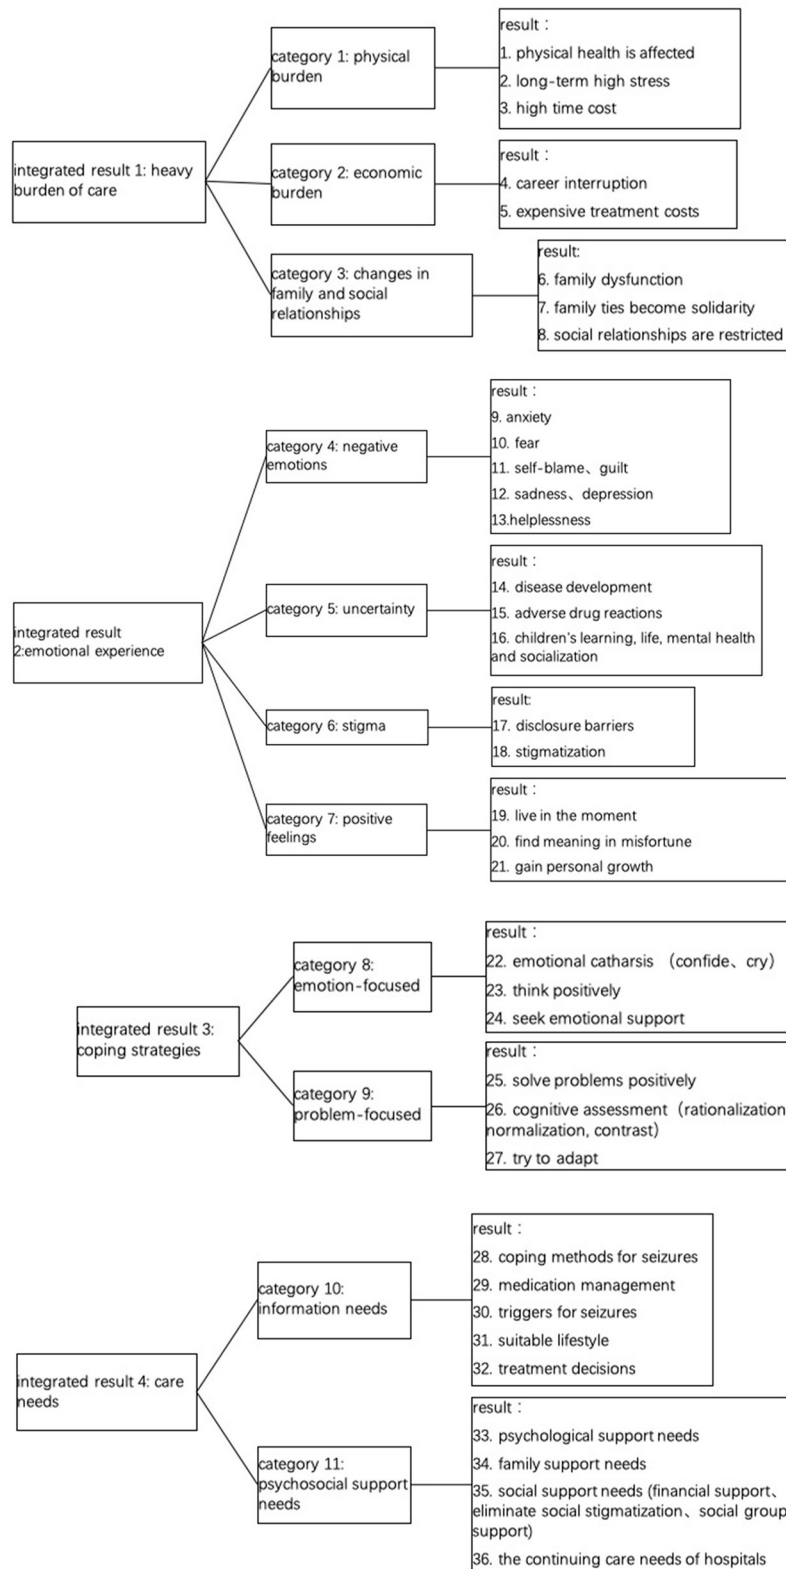 integrated result 1: heavy
burden of care
category 1: physical
burden
result：
1. physical health is affected
2. long-term high stress
3. high time cost
category 2: economic
burden
result：
4. career interruption
5. expensive treatment costs
category 3: changes in
family and social
relationships
result:
6. family dysfunction
7. family ties become solidarity
8. social relationships are restricted
integrated result
2:emotional experience
category 4: negative
emotions
result：
9. anxiety
10. fear
11. self-blame、guilt
12. sadness、depression
13.helplessness
category 5: uncertainty
result：
14. disease development
15. adverse drug reactions
16. children's learning, life, mental health
and socialization
category 6: stigma
result:
17. disclosure barriers
18. stigmatization
category 7: positive
feelings
result：
19. live in the moment
20. find meaning in misfortune
21. gain personal growth
integrated result 3:
coping strategies
category 8:
emotion-focused
result：
22. emotional catharsis （confide、cry）
23. think positively
24. seek emotional support
category 9:
problem-focused
result：
25. solve problems positively
26. cognitive assessment（rationalization
normalization, contrast）
27. try to adapt
integrated result 4: care
needs
category 10:
information needs
result：
28. coping methods for seizures
29. medication management
30. triggers for seizures
31. suitable lifestyle
32. treatment decisions
category 11:
psychosocial support
needs
result：
33. psychological support needs
34. family support needs
35. social support needs (financial support、
eliminate social stigmatization、social group
support)
36. the continuing care needs of hospitals